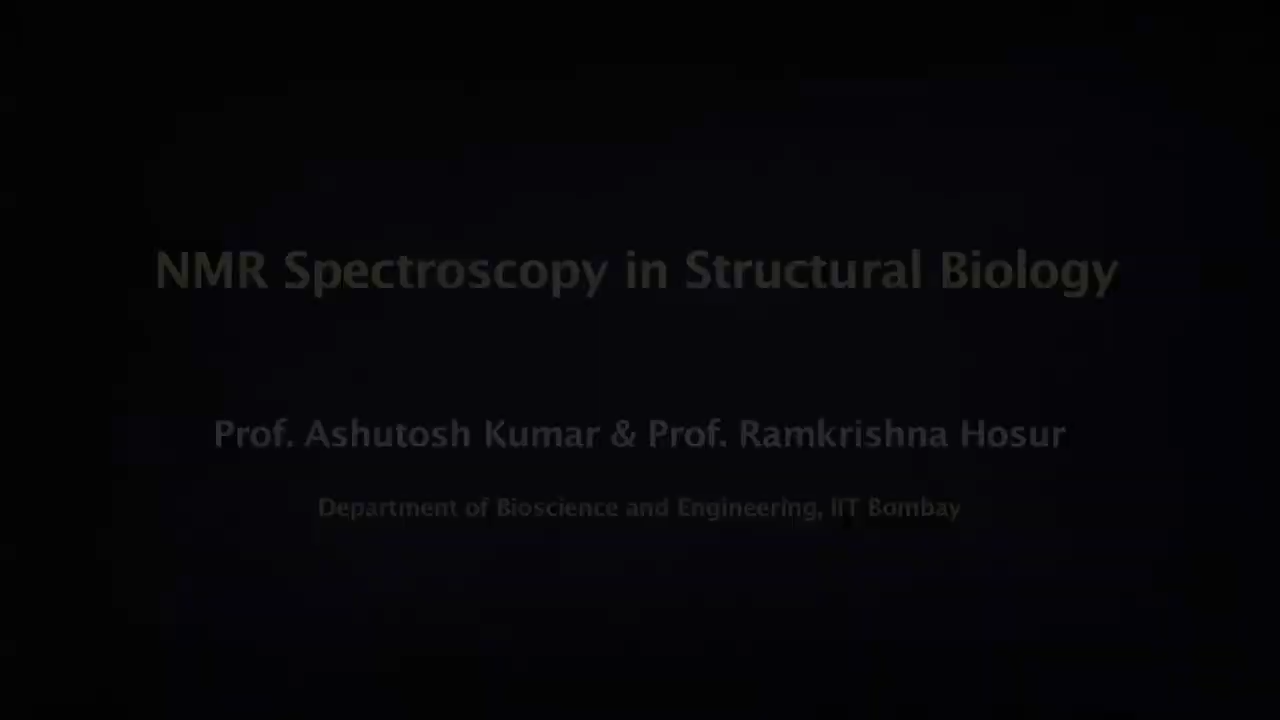 NMR Spectroscopy in Structural Biology
Prof. Ashutosh Kumar & Prof. Ramkrishna Hosur
Department of Bioscience and Engineering, IIT Bombay